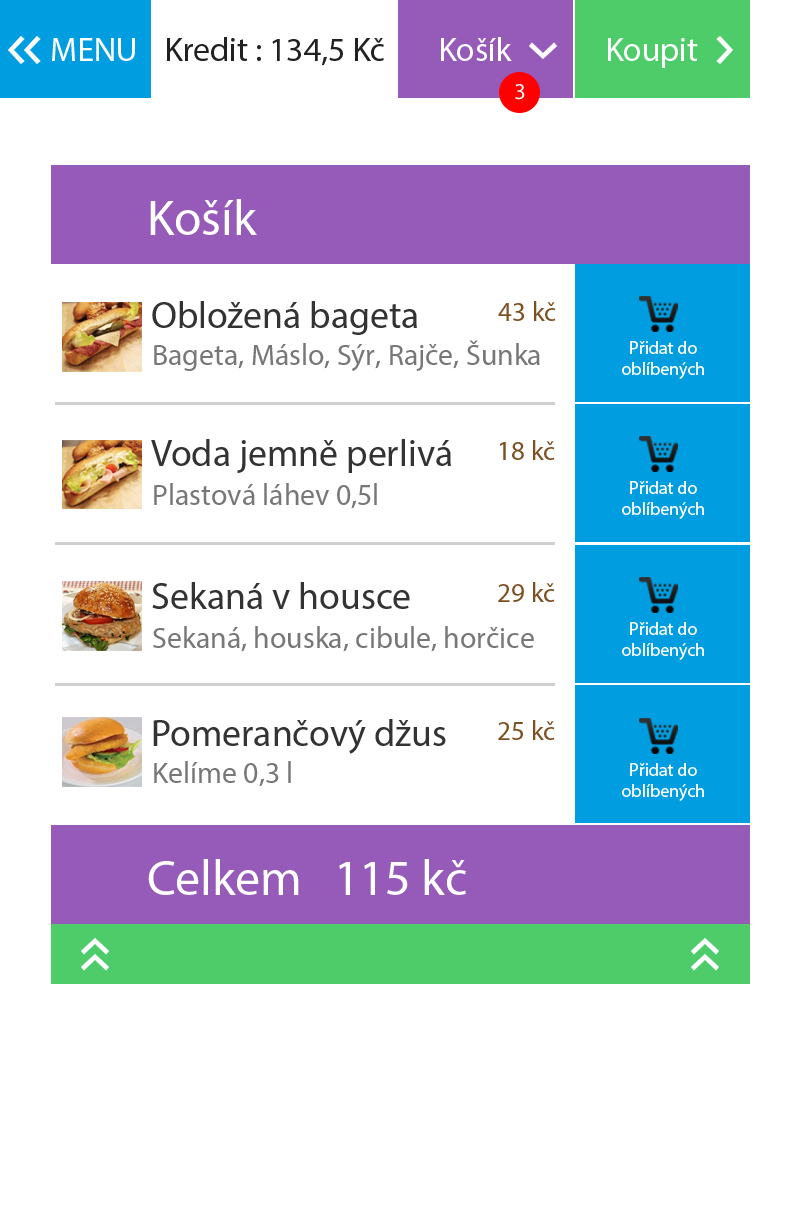 MENU
Kredit : 134,5 Kč
Košík
Koupit
3
Košík
Obložená bageta
43 kč
Bageta, Máslo, Sýr, Rajče, Šunka
Přidat do
oblíbených
Voda jemně perlivá
18 kč
Plastová láhev 0,5l
Přidat do
oblíbených
Sekaná v housce
29 kč
Sekaná, houska, cibule, horčice
Přidat do
oblíbených
Pomerančový džus
25 kč
Kelíme 0,3 l
Přidat do
oblíbených
Celkem 115 kč